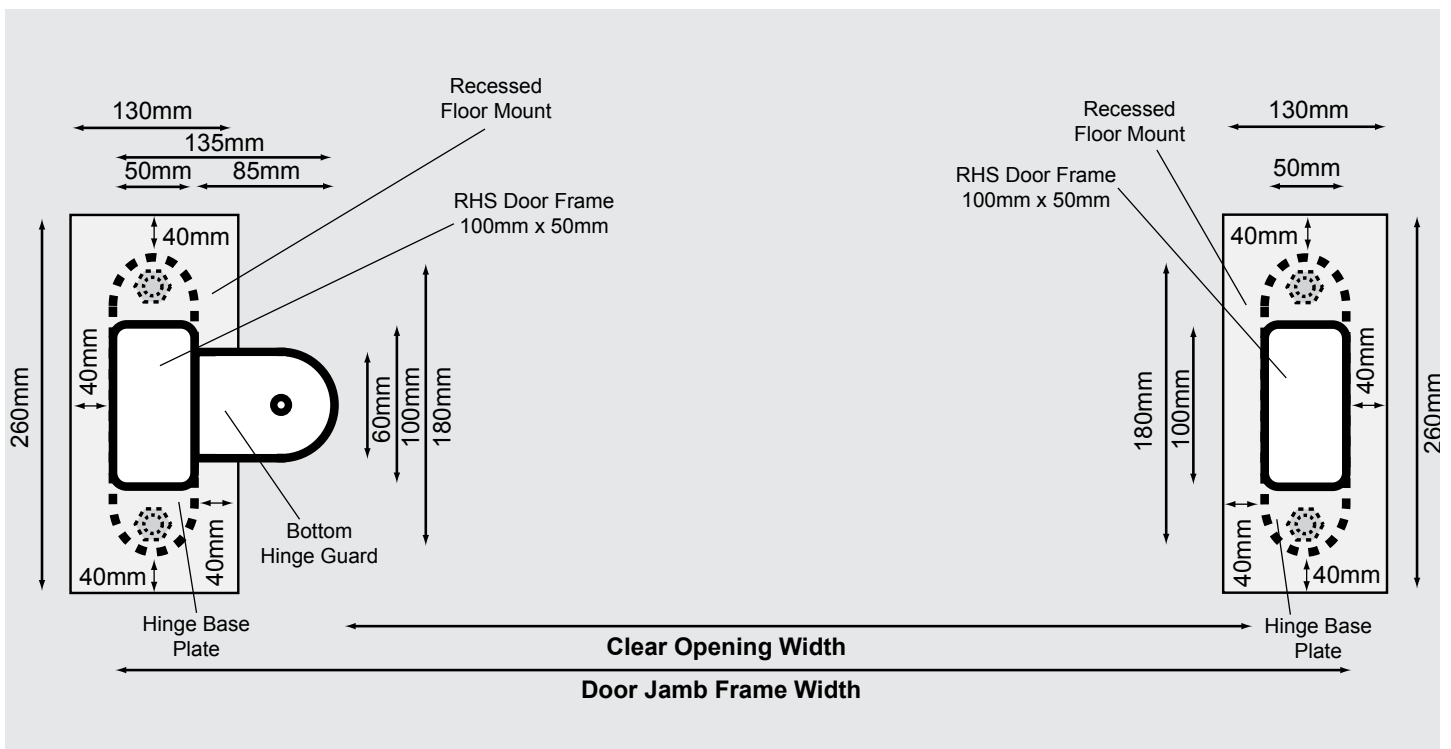 Recessed
Floor Mount
130mm
135mm
50mm
85mm
RHS Door Frame
100mm x 50mm
40mm
40mm
260mm
60mm
100mm
180mm
40mm
40mm
Bottom
Hinge Guard
Hinge Base
Plate
Recessed
Floor Mount
130mm
50mm
RHS Door Frame
100mm x 50mm
40mm
40mm
180mm
100mm
260mm
40mm
40mm
Hinge Base
Plate
Clear Opening Width
Door Jamb Frame Width